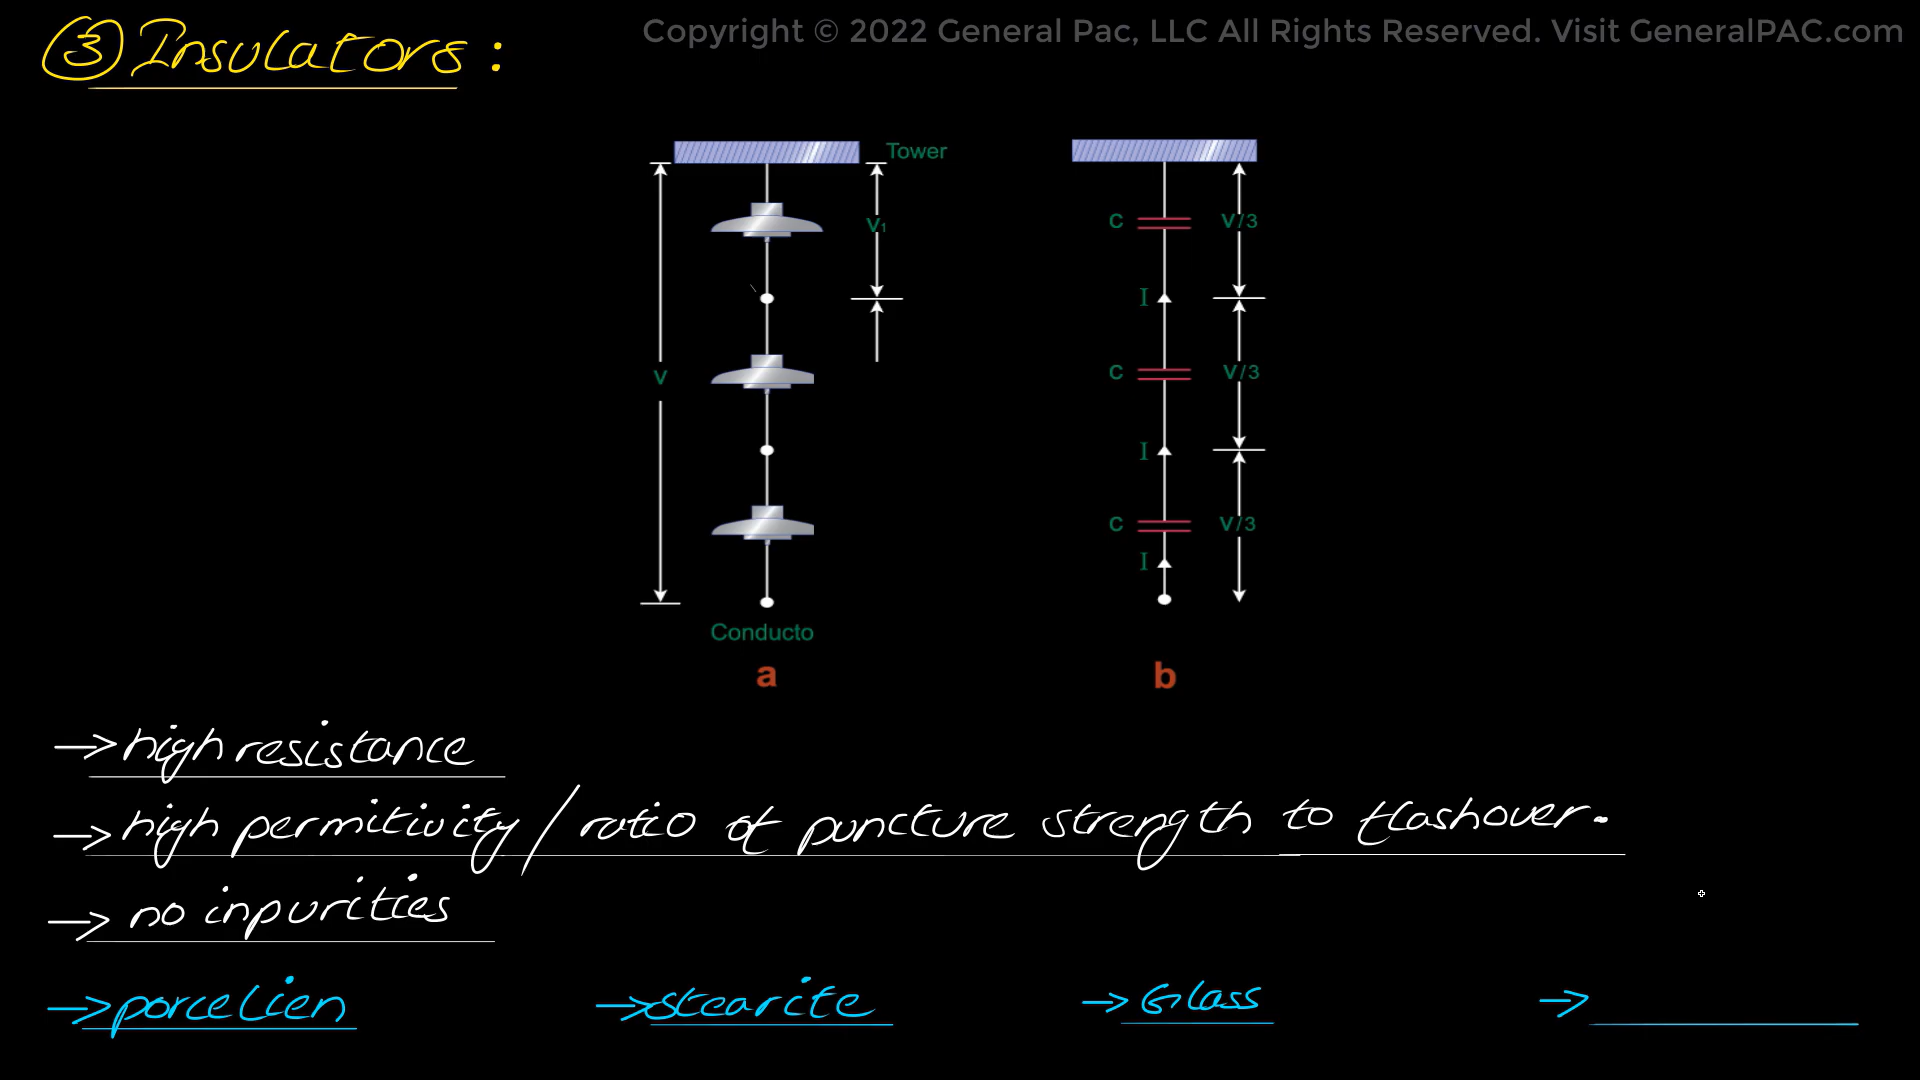 ③ Insulators:
Copyright © 2022 General Pac, LLC All Rights Reserved. Visit GeneralPAC.com
Tower
V₁
V
Conducto
a
C V/3
I
C V/3
I
C V/3
I
b
→ high resistance
→ high permitivity / ratio of puncture strength to flashover.
→ no inpurities
→ porcelien
→ stearite
→ Glass
→